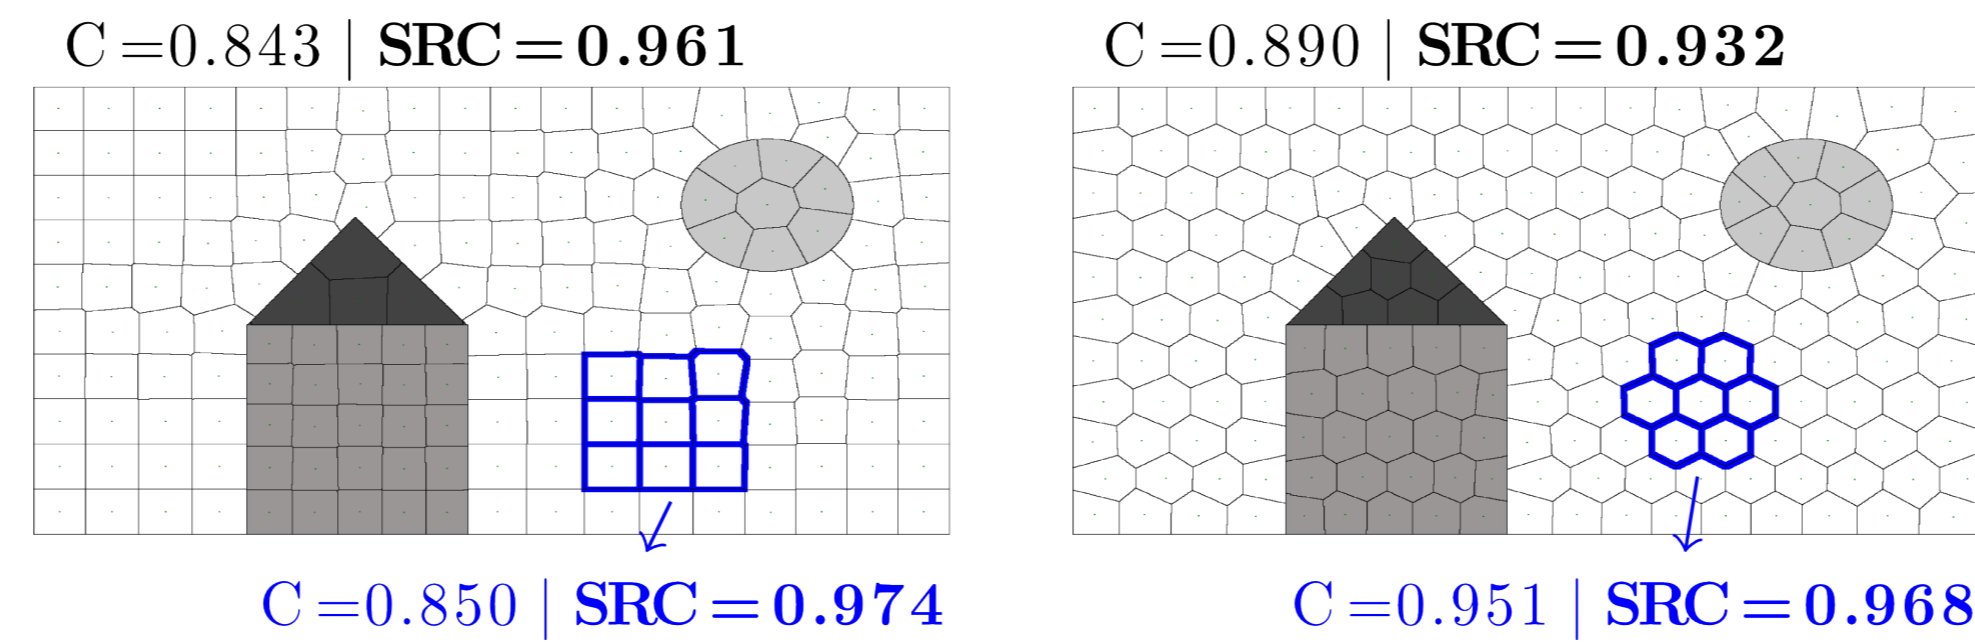 C = 0.843 | SRC = 0.961
C = 0.890 | SRC = 0.932
C = 0.850 | SRC = 0.974
C = 0.951 | SRC = 0.968